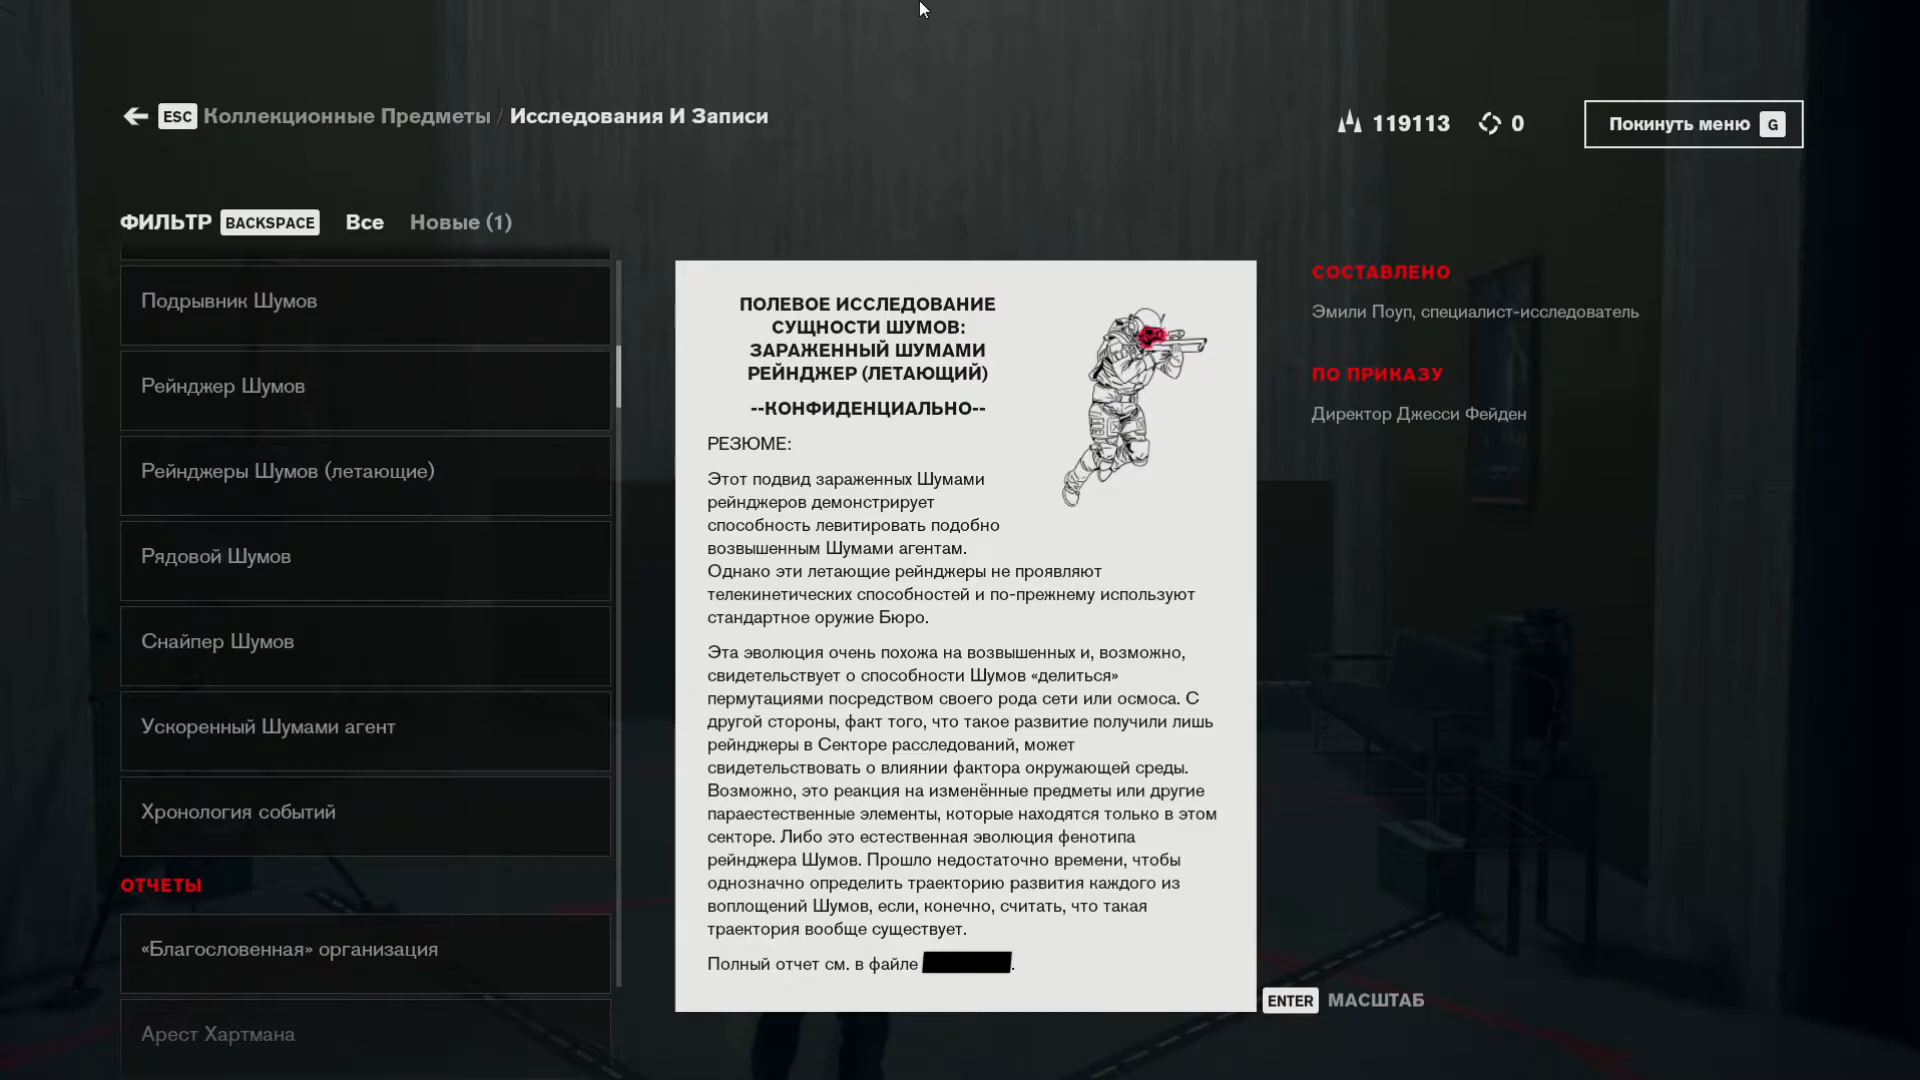 ESC Коллекционные Предметы / Исследования И Записи
119113 0
Покинуть меню G
ФИЛЬТР BACKSPACE Все Новые (1)
Подрывник Шумов
Рейнджер Шумов
Рейнджеры Шумов (летающие)
Рядовой Шумов
Снайпер Шумов
Ускоренный Шумами агент
Хронология событий
ОТЧЕТЫ
«Благословенная» организация
Арест Хартмана
ПОЛЕВОЕ ИССЛЕДОВАНИЕ
СУЩНОСТИ ШУМОВ:
ЗАРАЖЕННЫЙ ШУМАМИ
РЕЙНДЖЕР (ЛЕТАЮЩИЙ)
--КОНФИДЕНЦИАЛЬНО--
РЕЗЮМЕ:
Этот подвид зараженных Шумами
рейнджеров демонстрирует
способность левитировать подобно
возвышенным Шумами агентам.
Однако эти летающие рейнджеры не проявляют
телекинетических способностей и по-прежнему используют
стандартное оружие Бюро.
Эта эволюция очень похожа на возвышенных и, возможно,
свидетельствует о способности Шумов «делиться»
пермутациями посредством своего рода сети или осмоса. С
другой стороны, факт того, что такое развитие получили лишь
рейнджеры в Секторе расследований, может
свидетельствовать о влиянии фактора окружающей среды.
Возможно, это реакция на изменённые предметы или другие
параестественные элементы, которые находятся только в этом
секторе. Либо это естественная эволюция фенотипа
рейнджера Шумов. Прошло недостаточно времени, чтобы
однозначно определить траекторию развития каждого из
воплощений Шумов, если, конечно, считать, что такая
траектория вообще существует.
Полный отчет см. в файле .
СОСТАВЛЕНО
Эмили Поуп, специалист-исследователь
ПО ПРИКАЗУ
Директор Джесси Фейден
ENTER МАСШТАБ